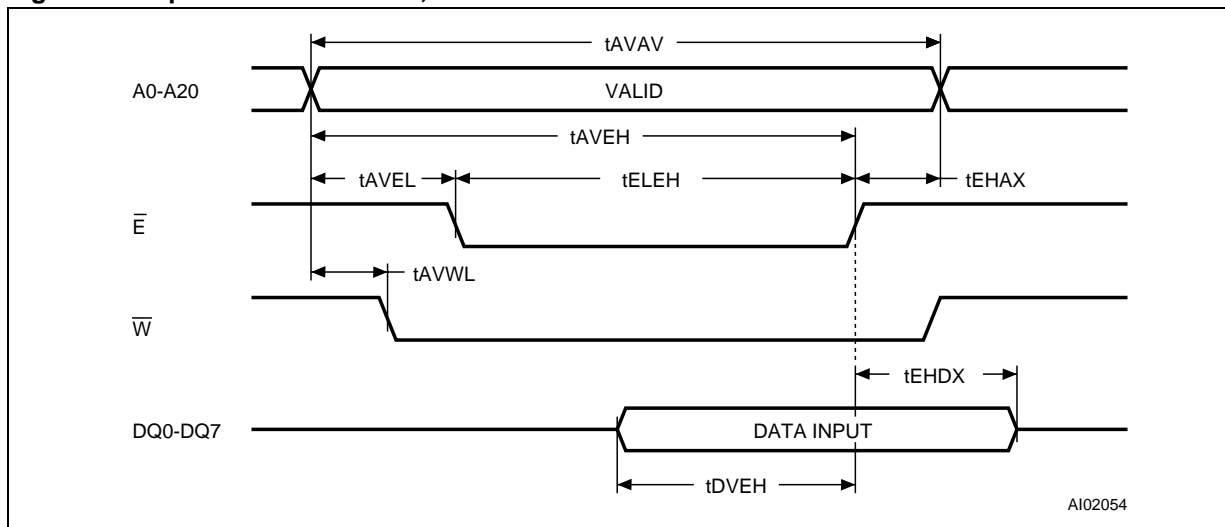 tAVAV
A0-A20
VALID
tAVEH
tAVEL
tELEH
tEHAX
E̅
tAVWL
W̅
tEHDX
DQ0-DQ7
DATA INPUT
tDVEH
AI02054